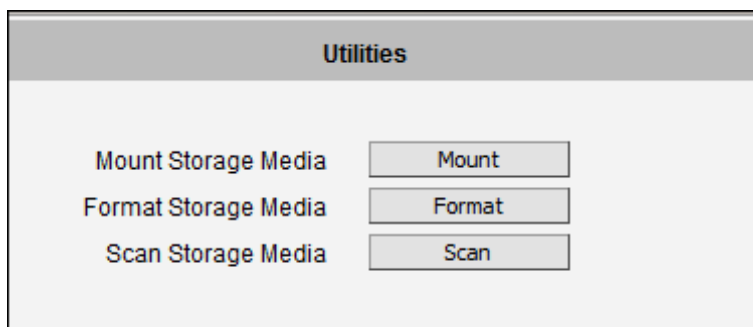 Utilities
Mount Storage Media Mount
Format Storage Media Format
Scan Storage Media Scan